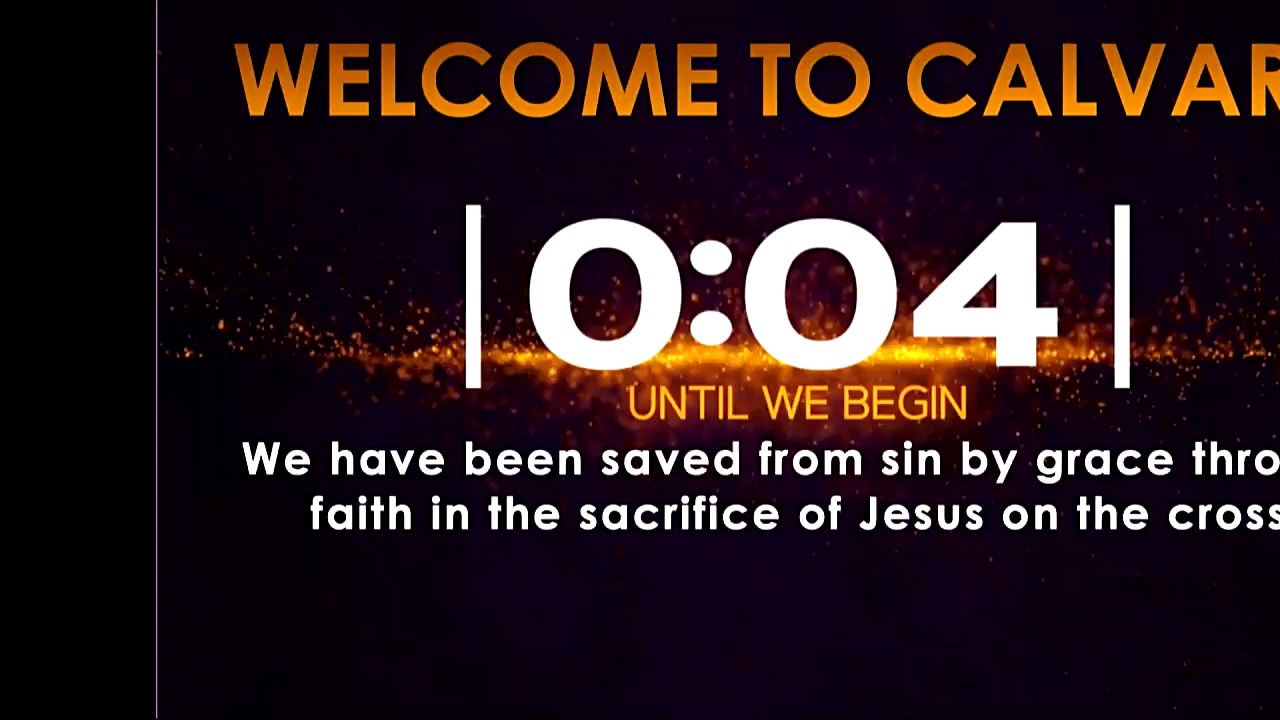 WELCOME TO CALVAR
0:04
UNTIL WE BEGIN
We have been saved from sin by grace thro
faith in the sacrifice of Jesus on the cross